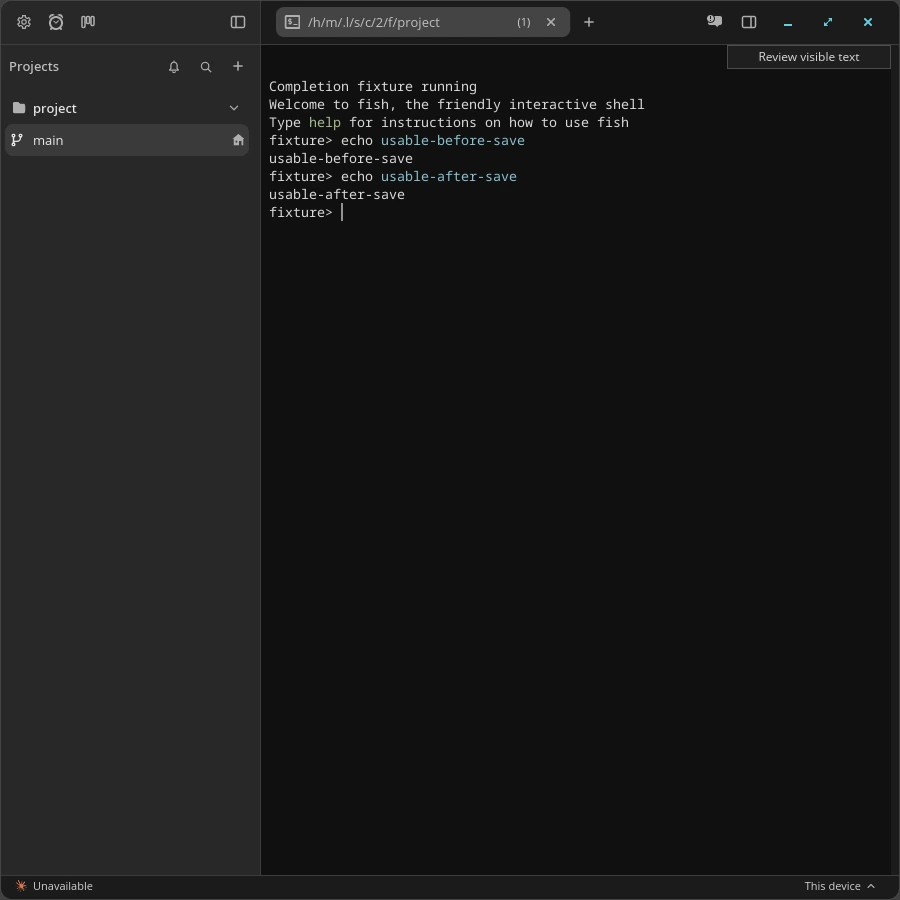 /h/m/.l/s/c/2/f/project (1)
Projects
Review visible text
project
main
Completion fixture running
Welcome to fish, the friendly interactive shell
Type help for instructions on how to use fish
fixture> echo usable-before-save
usable-before-save
fixture> echo usable-after-save
usable-after-save
fixture>
Unavailable
This device